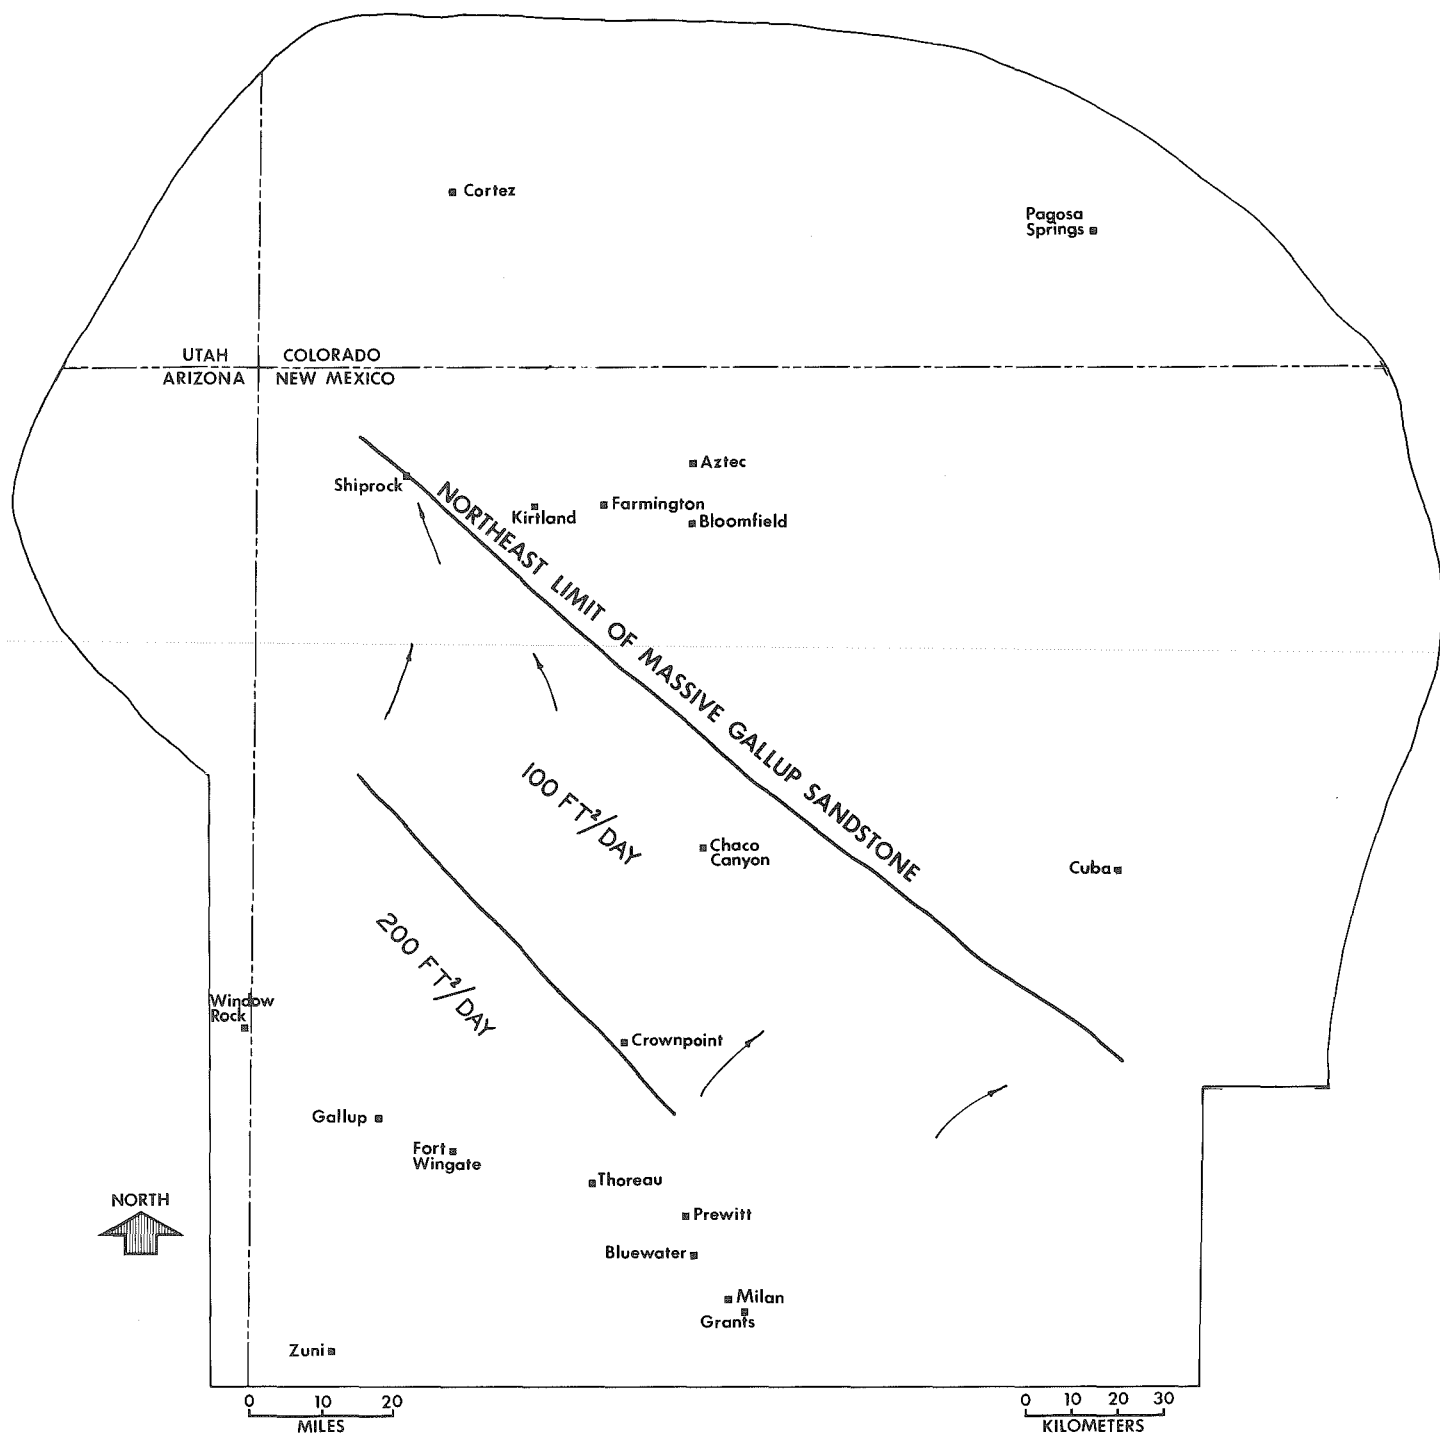 Cortez
Pagosa
Springs
UTAH
COLORADO
ARIZONA
NEW MEXICO
Aztec
Shiprock
Kirtland
Farmington
Bloomfield
NORTHEAST LIMIT OF MASSIVE GALLUP SANDSTONE
100 FT²/DAY
Chaco
Canyon
Cuba
200 FT²/DAY
Window
Rock
Crownpoint
Gallup
Fort
Wingate
Thoreau
NORTH
Prewitt
Bluewater
Milan
Grants
Zuni
0 10 20
MILES
0 10 20 30
KILOMETERS